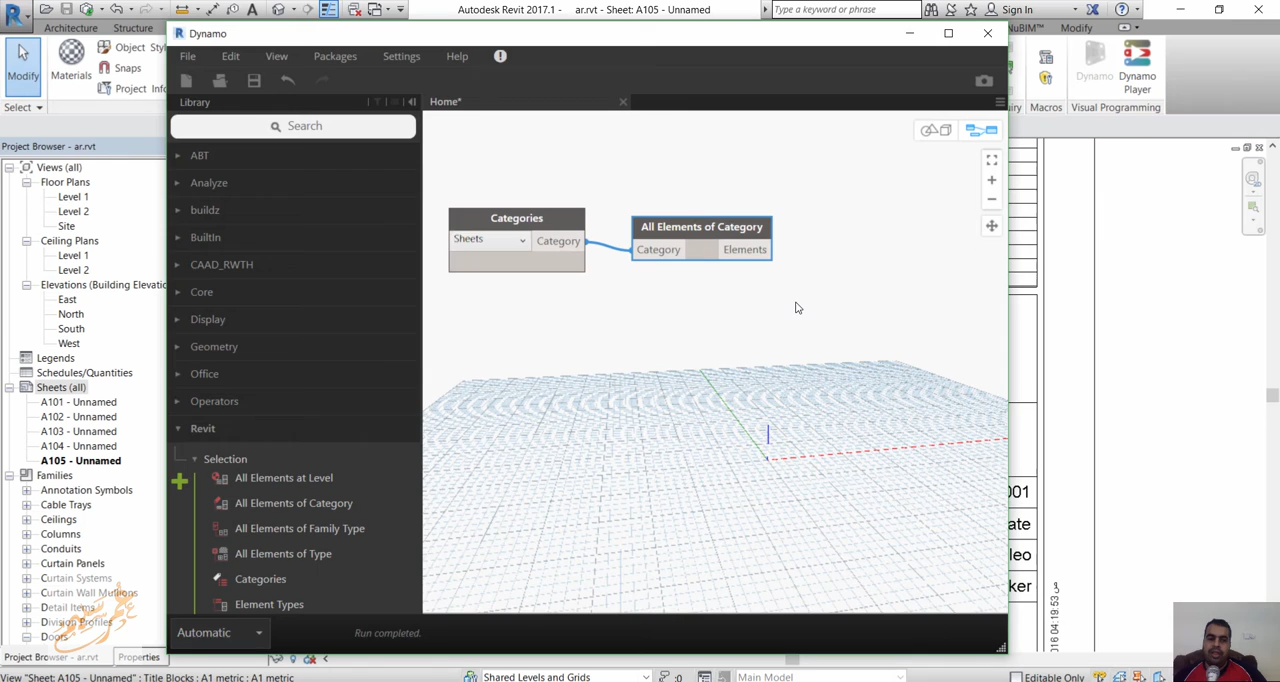 Autodesk Revit 2017.1 - ar.rvt - Sheet: A105 - Unnamed
Type a keyword or phrase
Sign In
Architecture
Structure
NuBIM™
Modify
Modify
Materials
Object Styl
Snaps
Project Info
Select
Macros
Dynamo
Dynamo Player
Visual Programming
Project Browser - ar.rvt
Views (all)
Floor Plans
Level 1
Level 2
Site
Ceiling Plans
Level 1
Level 2
Elevations (Building Elevation
East
North
South
West
Legends
Schedules/Quantities
Sheets (all)
A101 - Unnamed
A102 - Unnamed
A103 - Unnamed
A104 - Unnamed
A105 - Unnamed
Families
Annotation Symbols
Cable Trays
Ceilings
Columns
Conduits
Curtain Panels
Curtain Systems
Curtain Wall Mullions
Detail Items
Division Profiles
Doors
Project Browser - ar.rvt
Properties
Dynamo
File
Edit
View
Packages
Settings
Help
Library
Home*
Search
ABT
Analyze
buildz
BuiltIn
CAAD_RWTH
Core
Display
Geometry
Office
Operators
Revit
Selection
All Elements at Level
All Elements of Category
All Elements of Family Type
All Elements of Type
Categories
Element Types
Categories
Sheets
Category
All Elements of Category
Category
Elements
Automatic
Run completed.
001
ate
leo
ker
016 04:19:53 ص
View "Sheet: A105 - Unnamed" : Title Blocks : A1 metric : A1 metric
Shared Levels and Grids
:0
Main Model
Editable Only